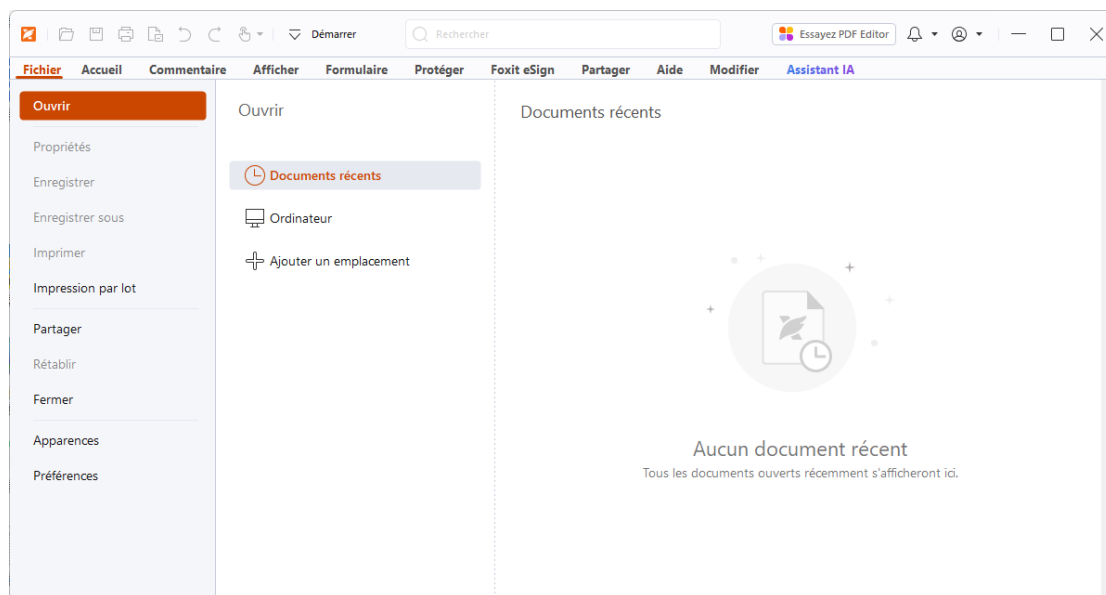 Démarrer
Rechercher
Essayez PDF Editor
Fichier Accueil Commentaire Afficher Formulaire Protéger Foxit eSign Partager Aide Modifier Assistant IA
Ouvrir
Propriétés
Enregistrer
Enregistrer sous
Imprimer
Impression par lot
Partager
Rétablir
Fermer
Apparences
Préférences
Ouvrir
Documents récents
Ordinateur
Ajouter un emplacement
Documents récents
Aucun document récent
Tous les documents ouverts récemment s'afficheront ici.